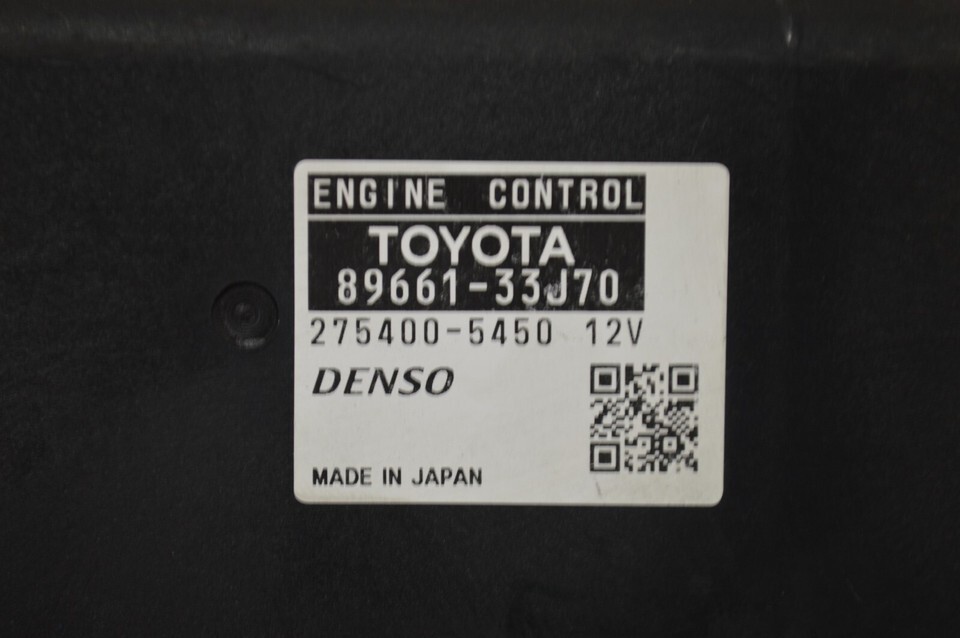 ENGINE CONTROL
TOYOTA
89661-33J70
275400-5450 12V
DENSO
MADE IN JAPAN